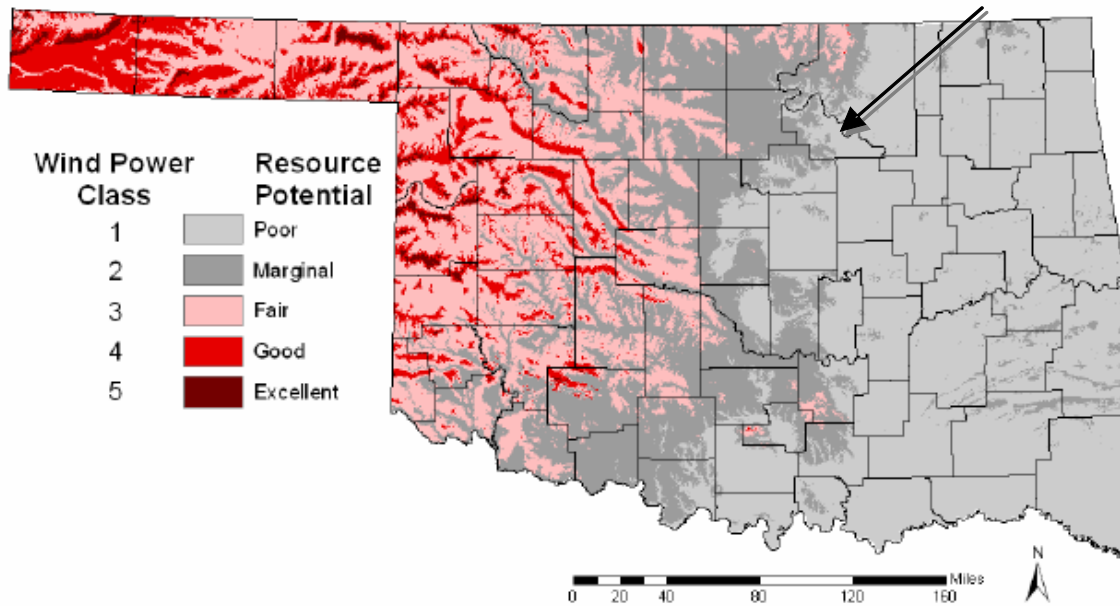 Wind Power Resource
Class Potential
1 Poor
2 Marginal
3 Fair
4 Good
5 Excellent
N
Miles
0 20 40 80 120 160